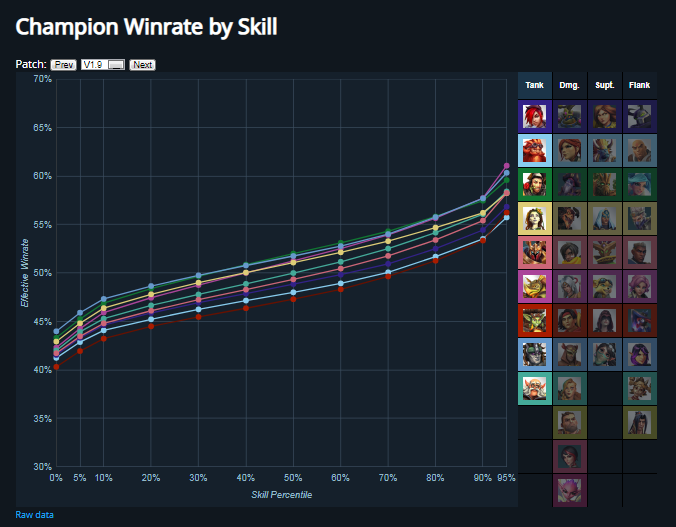 Champion Winrate by Skill
Patch: Prev V1.9 Next
Tank Dmg. Supt. Flank
70%
65%
60%
55%
50%
45%
40%
35%
30%
Effective Winrate
0% 5% 10% 20% 30% 40% 50% 60% 70% 80% 90% 95%
Skill Percentile
Raw data